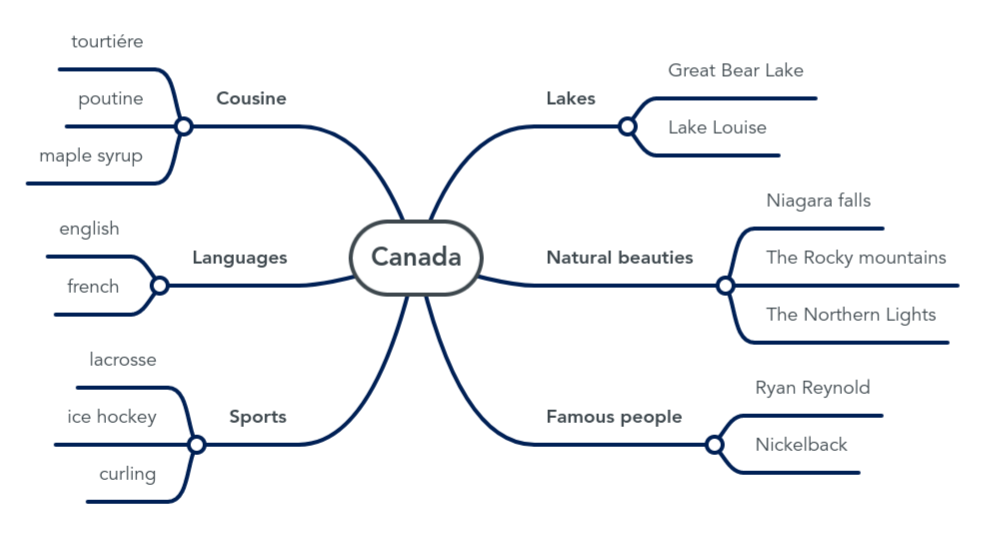 tourtiére
poutine
maple syrup
Cousine
english
french
Languages
lacrosse
ice hockey
curling
Sports
Canada
Lakes
Great Bear Lake
Lake Louise
Natural beauties
Niagara falls
The Rocky mountains
The Northern Lights
Famous people
Ryan Reynold
Nickelback